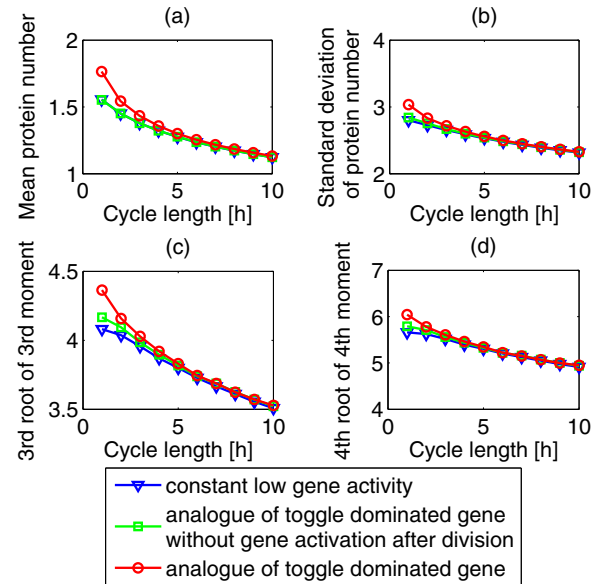 (a)
2
1.5
1
0
5
10
Mean protein number
Cycle length [h]
(b)
4
3
2
0
5
10
Standard deviation
of protein number
Cycle length [h]
(c)
4.5
4
3.5
0
5
10
3rd root of 3rd moment
Cycle length [h]
(d)
7
6
5
4
0
5
10
4th root of 4th moment
Cycle length [h]
constant low gene activity
analogue of toggle dominated gene
without gene activation after division
analogue of toggle dominated gene